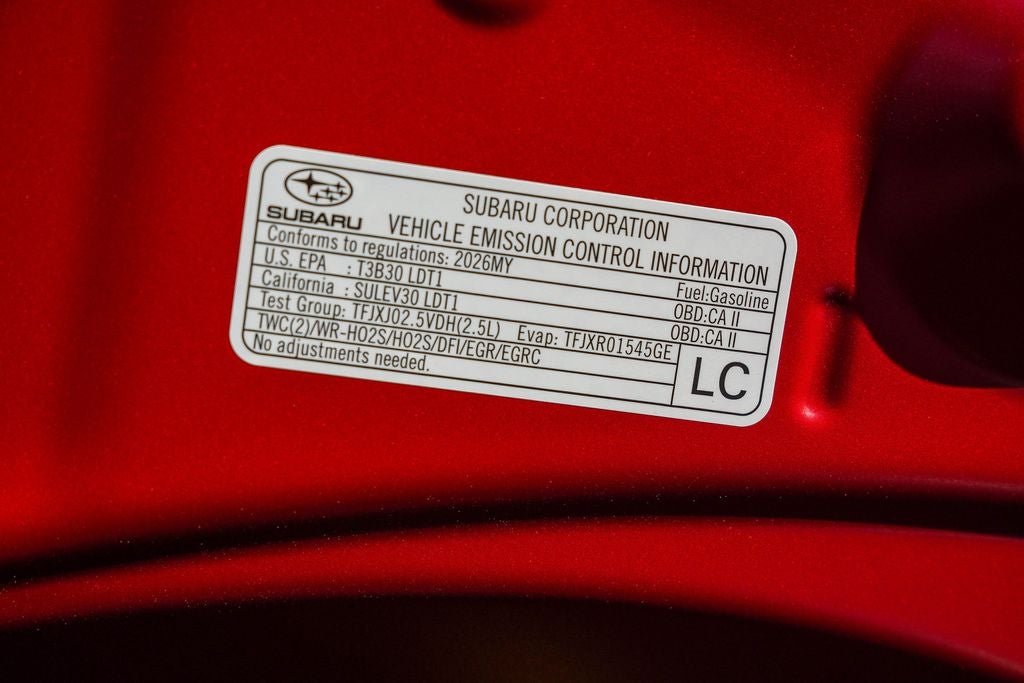 SUBARU
SUBARU CORPORATION
VEHICLE EMISSION CONTROL INFORMATION
Conforms to regulations: 2026MY Fuel:Gasoline
U.S. EPA : T3B30 LDT1 OBD:CA II
California : SULEV30 LDT1 OBD:CA II
Test Group: TFJXJ02.5VDH(2.5L) Evap: TFJXR01545GE
TWC(2)/WR-HO2S/HO2S/DFI/EGR/EGRC
No adjustments needed.
LC